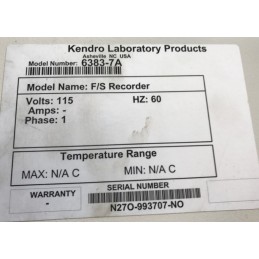 Kendro Laboratory Products
Asheville NC USA
Model Number: 6383-7A
Model Name: F/S Recorder
Volts: 115 HZ: 60
Amps: -
Phase: 1
Temperature Range
MAX: N/A C MIN: N/A C
WARRANTY SERIAL NUMBER
-
N27O-993707-NO